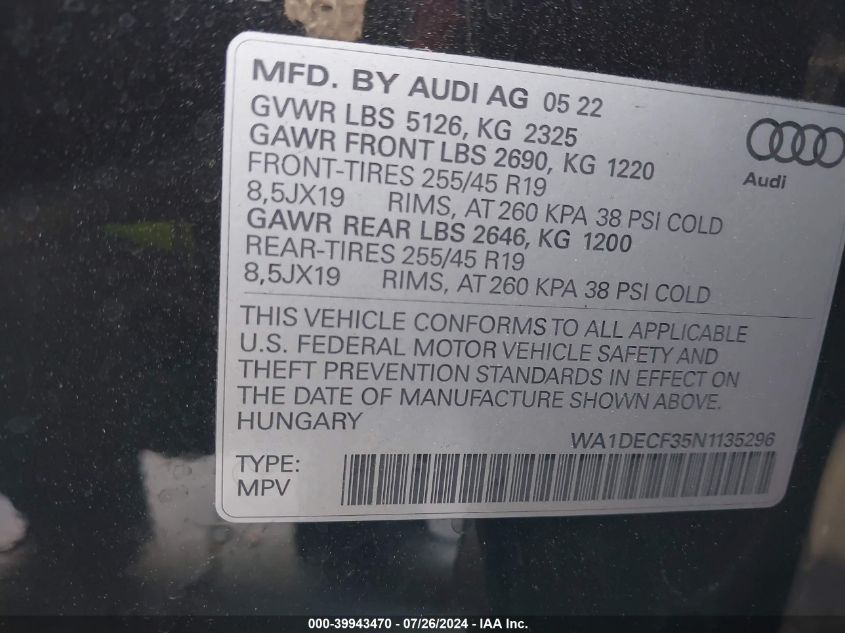 MFD. BY AUDI AG 05 22
GVWR LBS 5126, KG 2325
GAWR FRONT LBS 2690, KG 1220
FRONT-TIRES 255/45 R19
8,5JX19 RIMS, AT 260 KPA 38 PSI COLD
GAWR REAR LBS 2646, KG 1200
REAR-TIRES 255/45 R19
8,5JX19 RIMS, AT 260 KPA 38 PSI COLD
Audi
THIS VEHICLE CONFORMS TO ALL APPLICABLE
U.S. FEDERAL MOTOR VEHICLE SAFETY AND
THEFT PREVENTION STANDARDS IN EFFECT ON
THE DATE OF MANUFACTURE SHOWN ABOVE.
HUNGARY
WA1DECF35N1135296
TYPE:
MPV
000-39943470 - 07/26/2024 - IAA Inc.